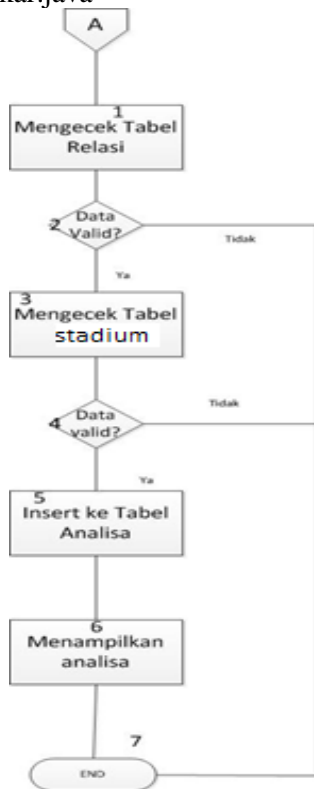 A
1
Mengecek Tabel
Relasi
2
Data
Valid?
Tidak
Ya
3
Mengecek Tabel
stadium
4
Data
valid?
Tidak
Ya
5
Insert ke Tabel
Analisa
6
Menampilkan
analisa
7
END